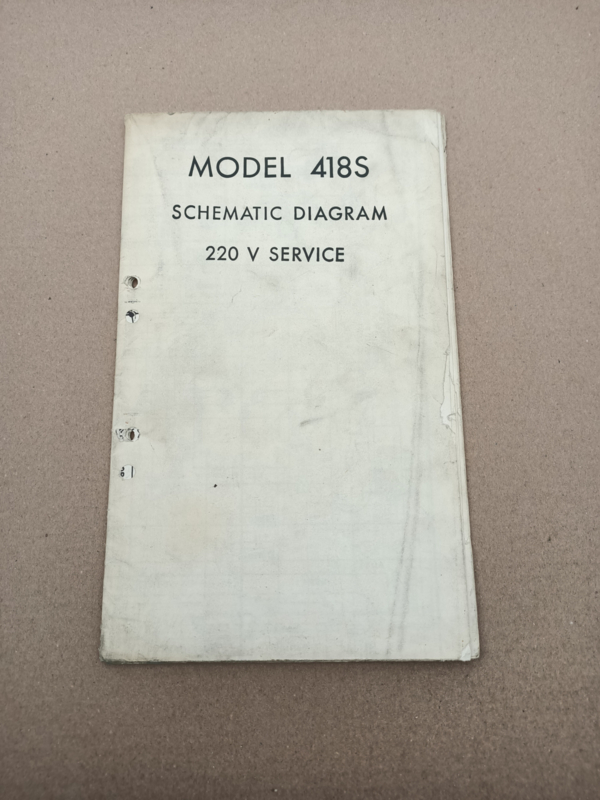 MODEL 418S
SCHEMATIC DIAGRAM
220 V SERVICE